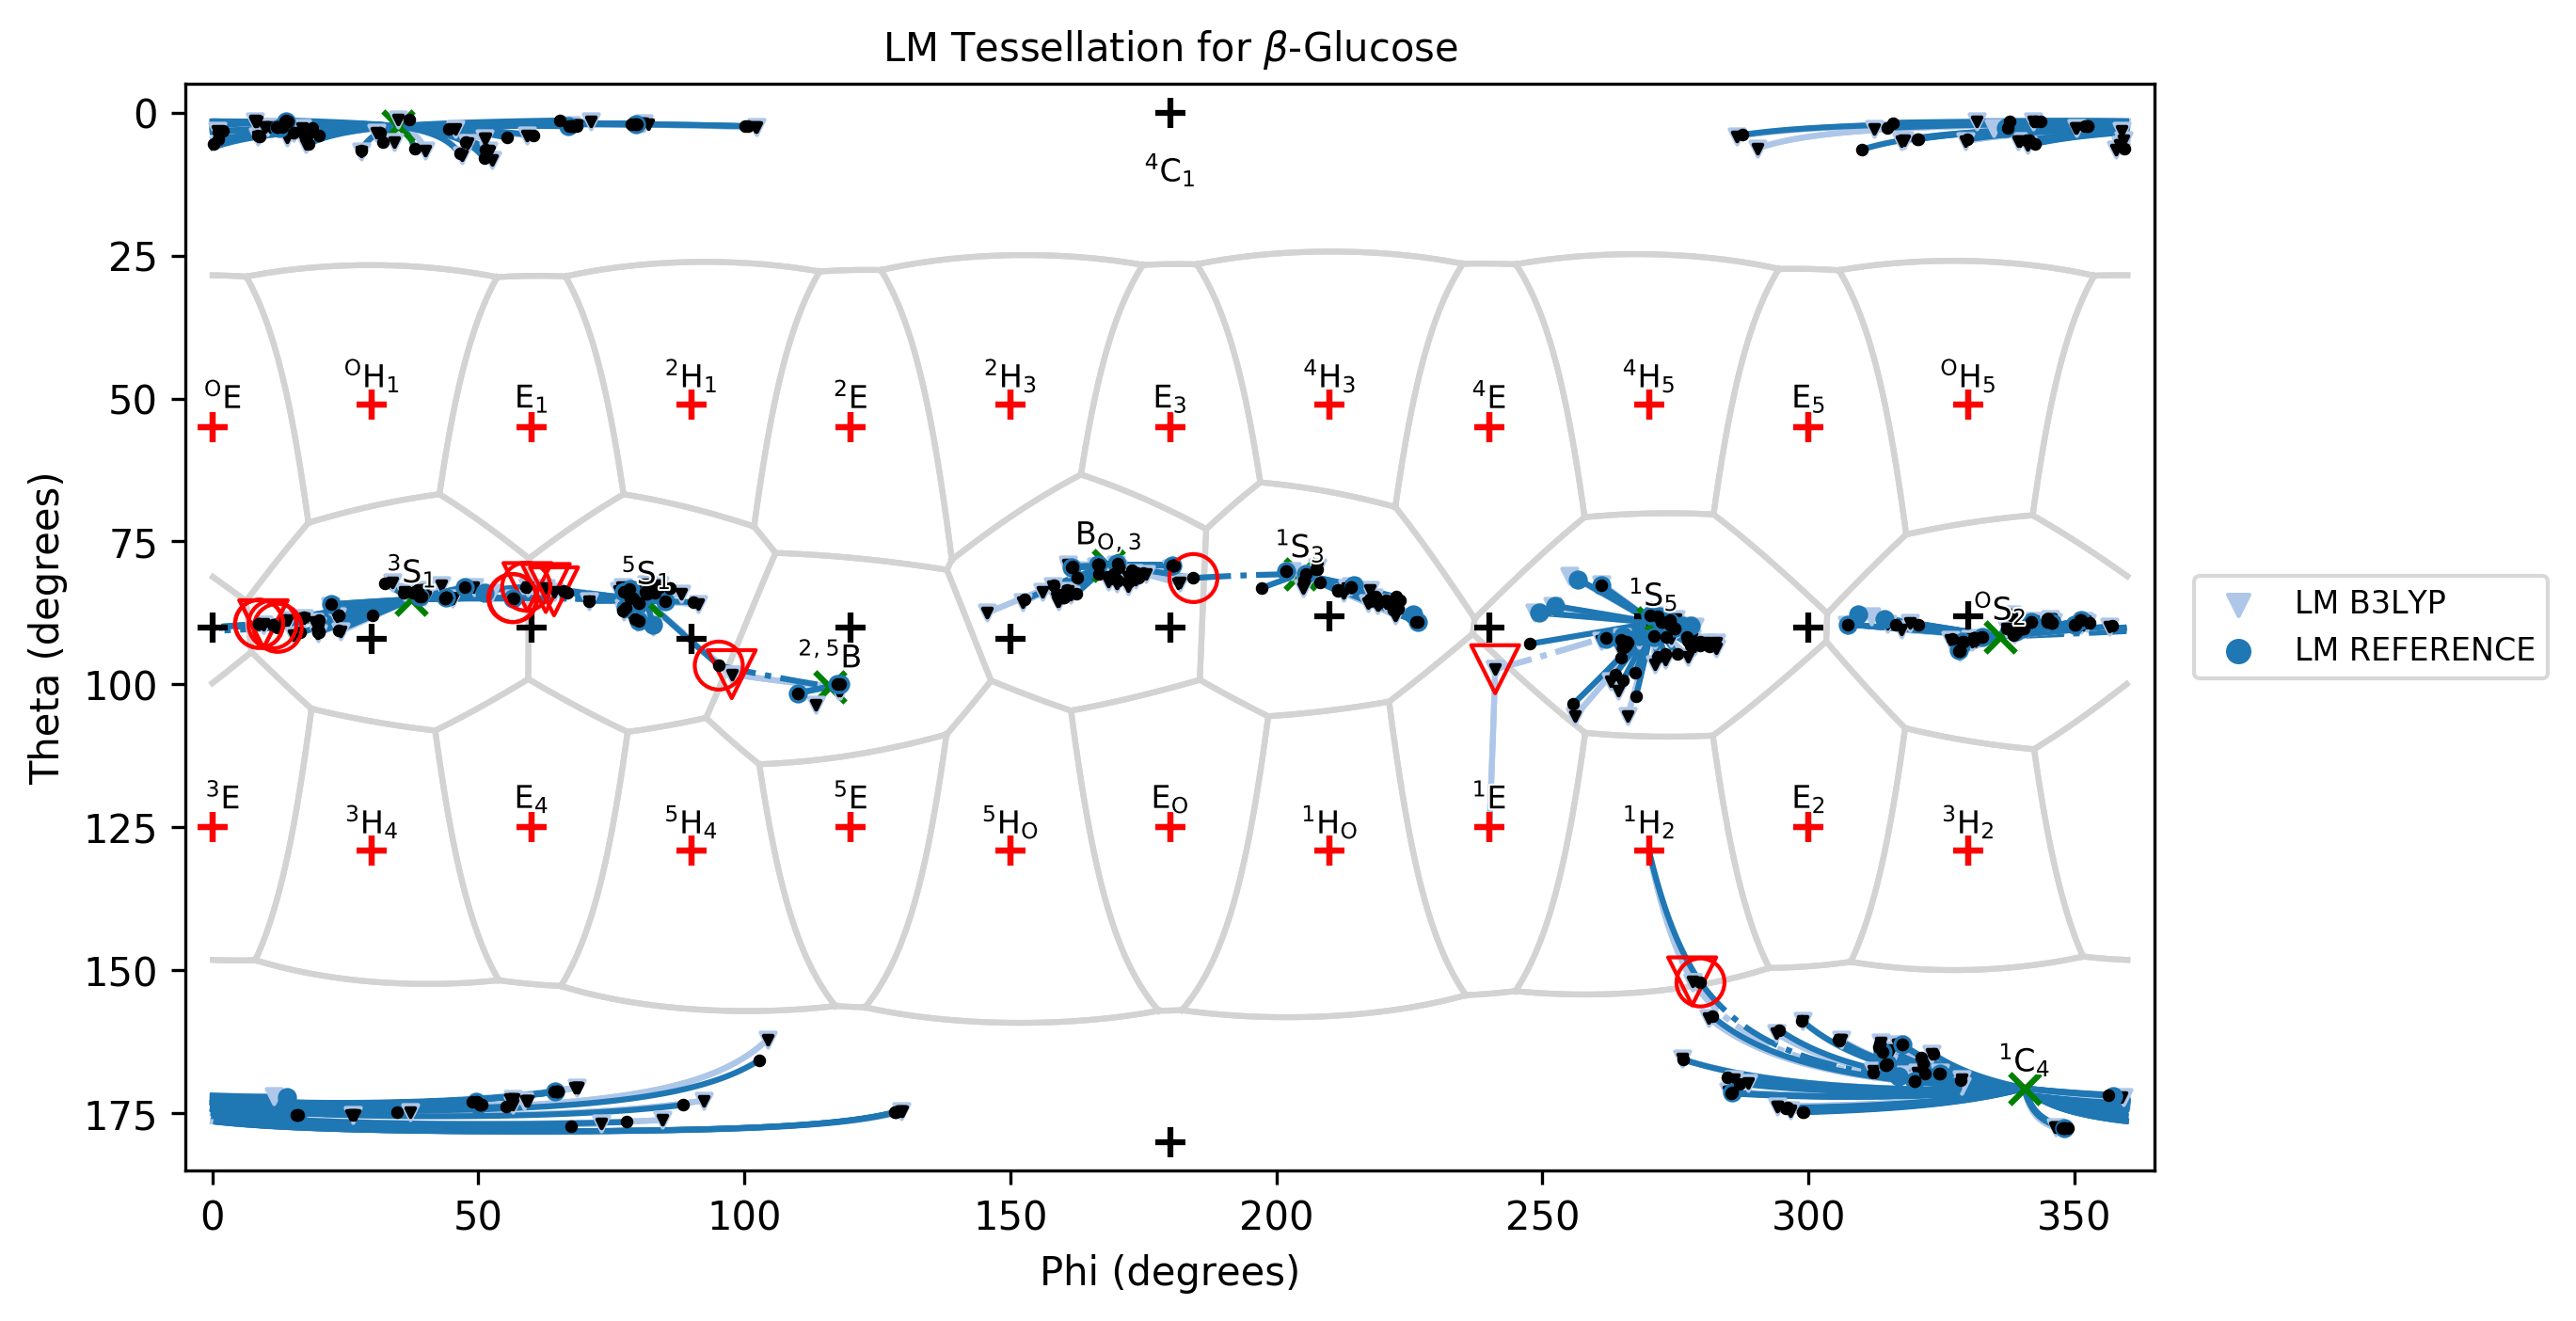 LM Tessellation for β-Glucose
Theta (degrees)
0
25
50
75
100
125
150
175
⁴C₁
ᴼE
ᴼH₁
E₁
²H₁
²E
²H₃
E₃
⁴H₃
⁴E
⁴H₅
E₅
ᴼH₅
³S₁
⁵S₁
²,⁵B
B_O,3
¹S₃
¹S₅
ᴼS₂
³E
³H₄
E₄
⁵H₄
⁵E
⁵H_O
E_O
¹H_O
¹E
¹H₂
E₂
³H₂
¹C₄
0
50
100
150
200
250
300
350
Phi (degrees)
LM B3LYP
LM REFERENCE